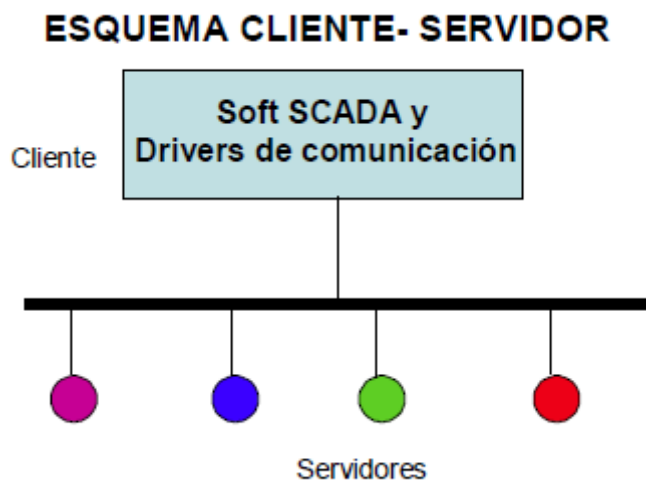 ESQUEMA CLIENTE- SERVIDOR
Soft SCADA y
Cliente
Drivers de comunicación
Servidores